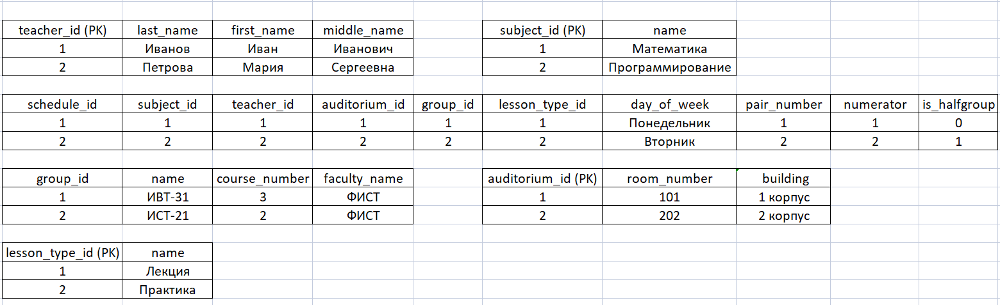 teacher_id (PK) last_name first_name middle_name subject_id (PK) name
1 Иванов Иван Иванович 1 Математика
2 Петрова Мария Сергеевна 2 Программирование
schedule_id subject_id teacher_id auditorium_id group_id lesson_type_id day_of_week pair_number numerator is_halfgroup
1 1 1 1 1 1 Понедельник 1 1 0
2 2 2 2 2 2 Вторник 2 2 1
group_id name course_number faculty_name auditorium_id (PK) room_number building
1 ИВТ-31 3 ФИСТ 1 101 1 корпус
2 ИСТ-21 2 ФИСТ 2 202 2 корпус
lesson_type_id (PK) name
1 Лекция
2 Практика